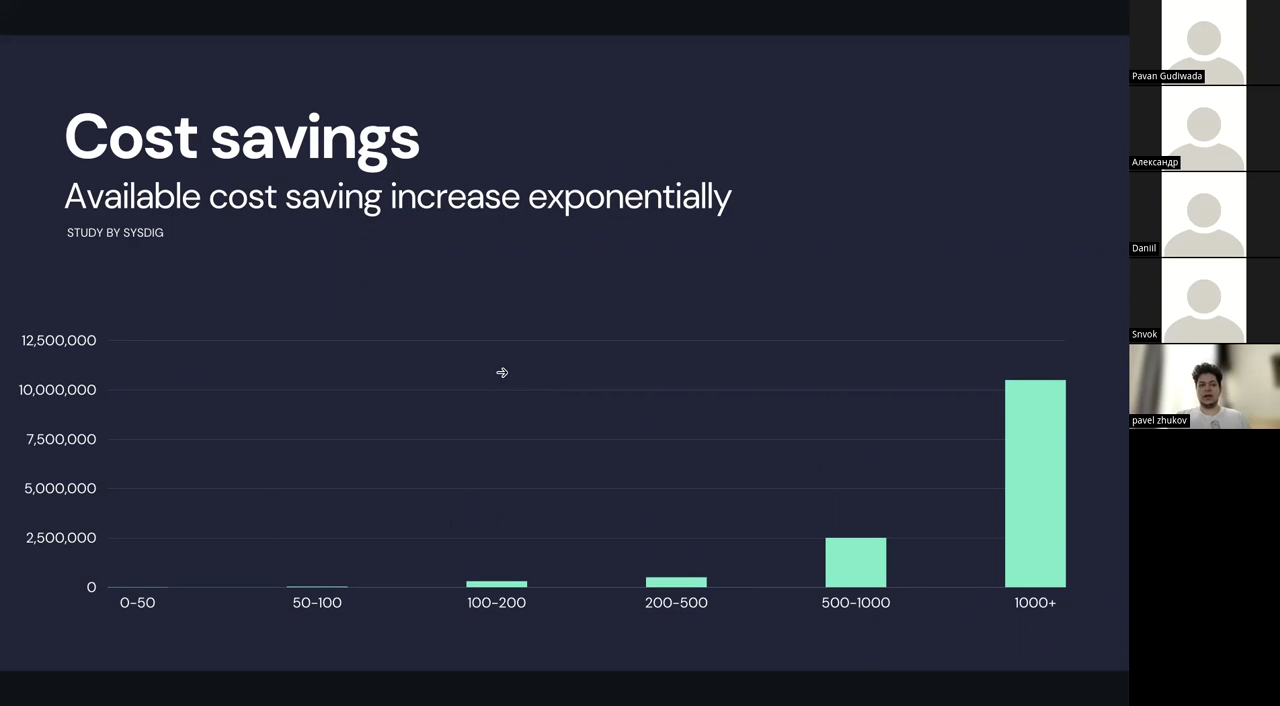 Cost savings
Available cost saving increase exponentially
STUDY BY SYSDIG
12,500,000
10,000,000
7,500,000
5,000,000
2,500,000
0
0-50
50-100
100-200
200-500
500-1000
1000+
Pavan Gudiwada
Александр
Daniil
Snvok
pavel zhukov